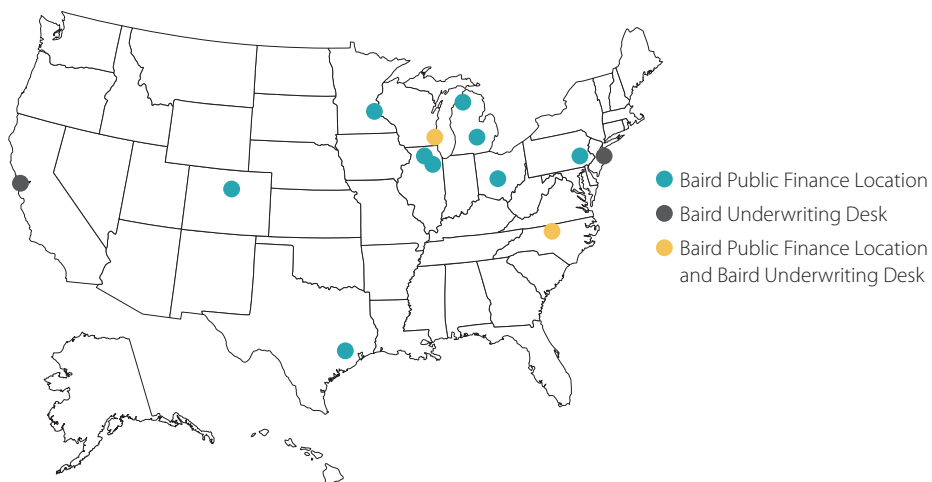 Baird Public Finance Location
Baird Underwriting Desk
Baird Public Finance Location
and Baird Underwriting Desk